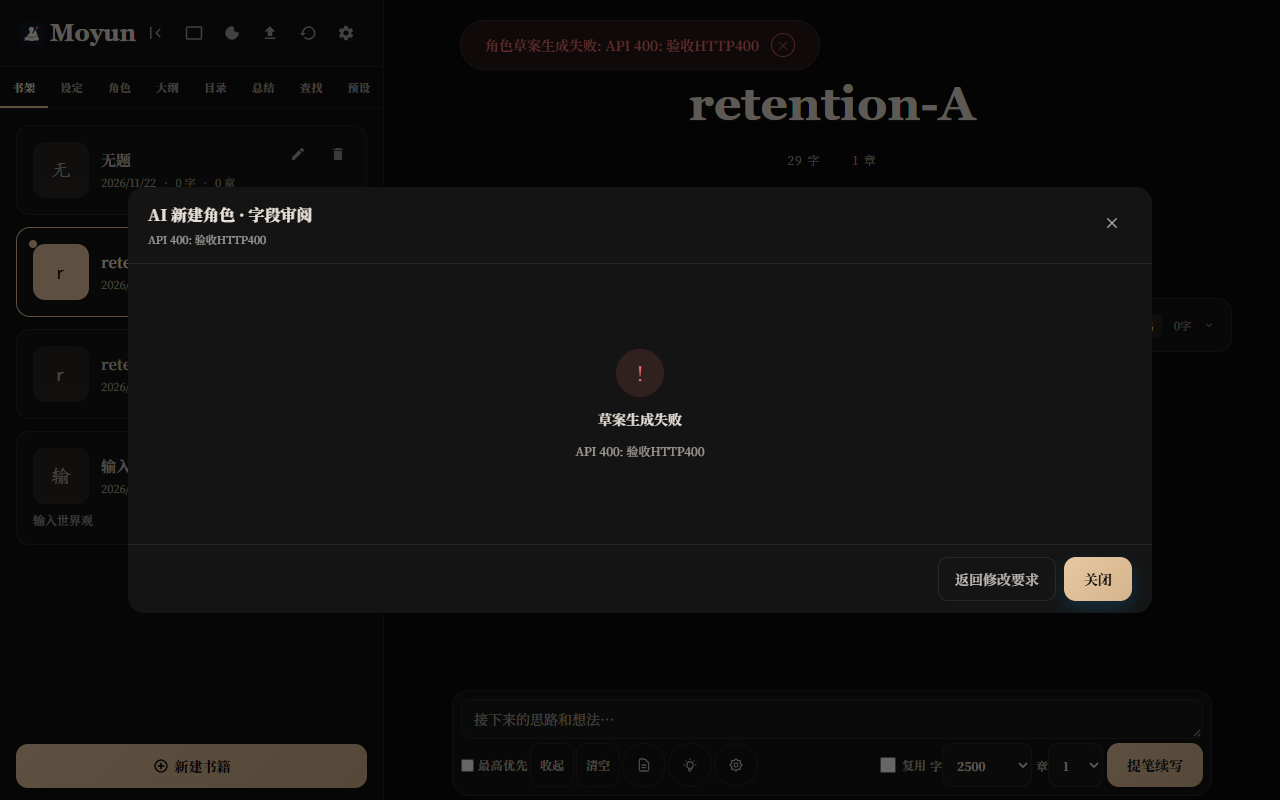 Moyun
书架 设定 角色 大纲 目录 总结 查找 预设
无
无题
2026/11/22 · 0 字 · 0 章
r
rete
2026/
r
rete
2026/
输
输入
2026/
输入世界观
新建书籍
角色草案生成失败: API 400: 验收HTTP400
retention-A
29 字 1 章
0字
AI 新建角色 · 字段审阅
API 400: 验收HTTP400
!
草案生成失败
API 400: 验收HTTP400
返回修改要求 关闭
接下来的思路和想法…
最高优先 收起 清空 复用 字 2500 章 1 提笔续写